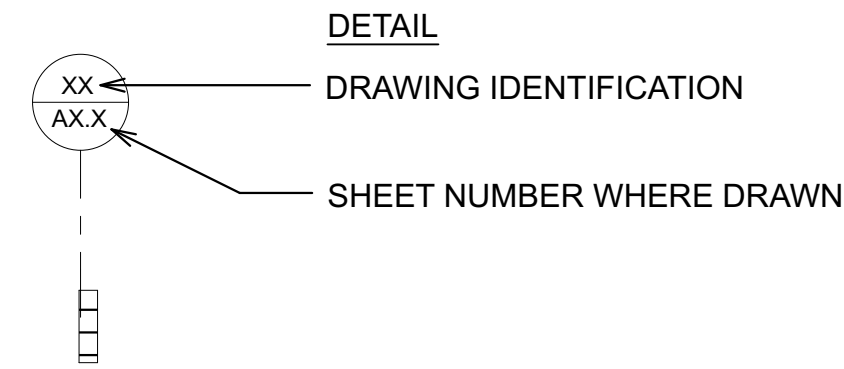 DETAIL
XX
DRAWING IDENTIFICATION
AX.X
SHEET NUMBER WHERE DRAWN